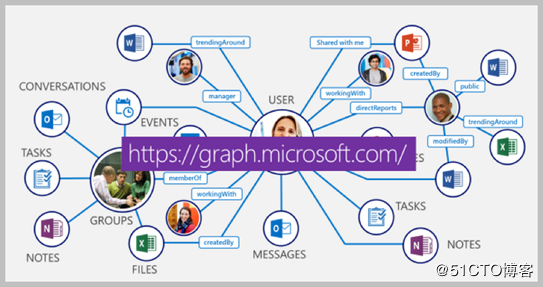 trendingAround
Shared with me
createdBy
public
manager
workingWith
CONVERSATIONS
USER
directReports
EVENTS
trendingAround
modifiedBy
https://graph.microsoft.com/
TASKS
memberOf
workingWith
TASKS
GROUPS
createdBy
NOTES
FILES
MESSAGES
NOTES
@51CTO博客